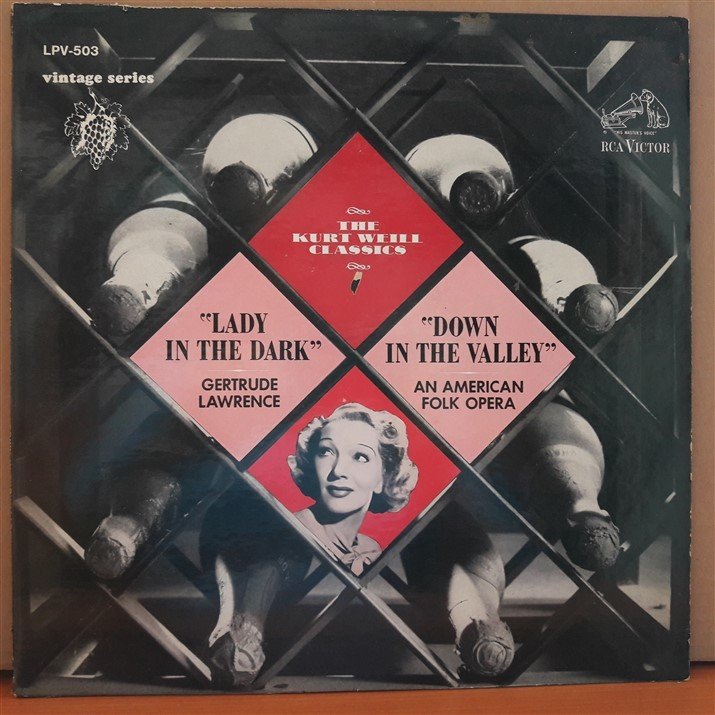 LPV-503
vintage series
"HIS MASTER'S VOICE"
RCA VICTOR
THE
KURT WEILL
CLASSICS
"LADY
IN THE DARK"
GERTRUDE
LAWRENCE
"DOWN
IN THE VALLEY"
AN AMERICAN
FOLK OPERA